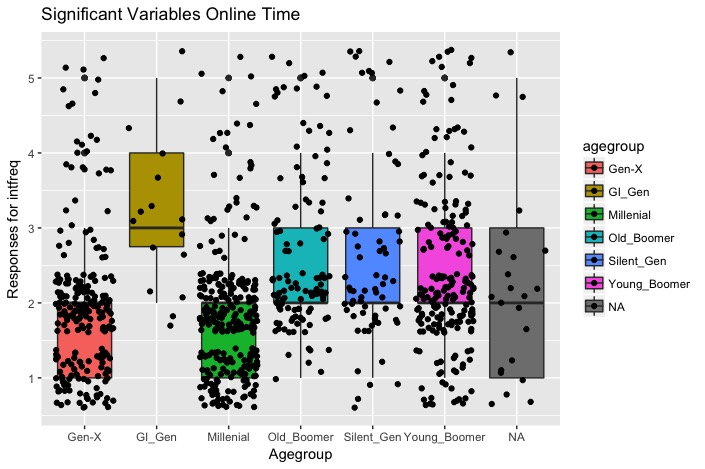 Significant Variables Online Time
Responses for intfreq
5
4
3
2
1
Gen-X GI_Gen Millenial Old_Boomer Silent_Gen Young_Boomer NA
Agegroup
agegroup
Gen-X
GI_Gen
Millenial
Old_Boomer
Silent_Gen
Young_Boomer
NA